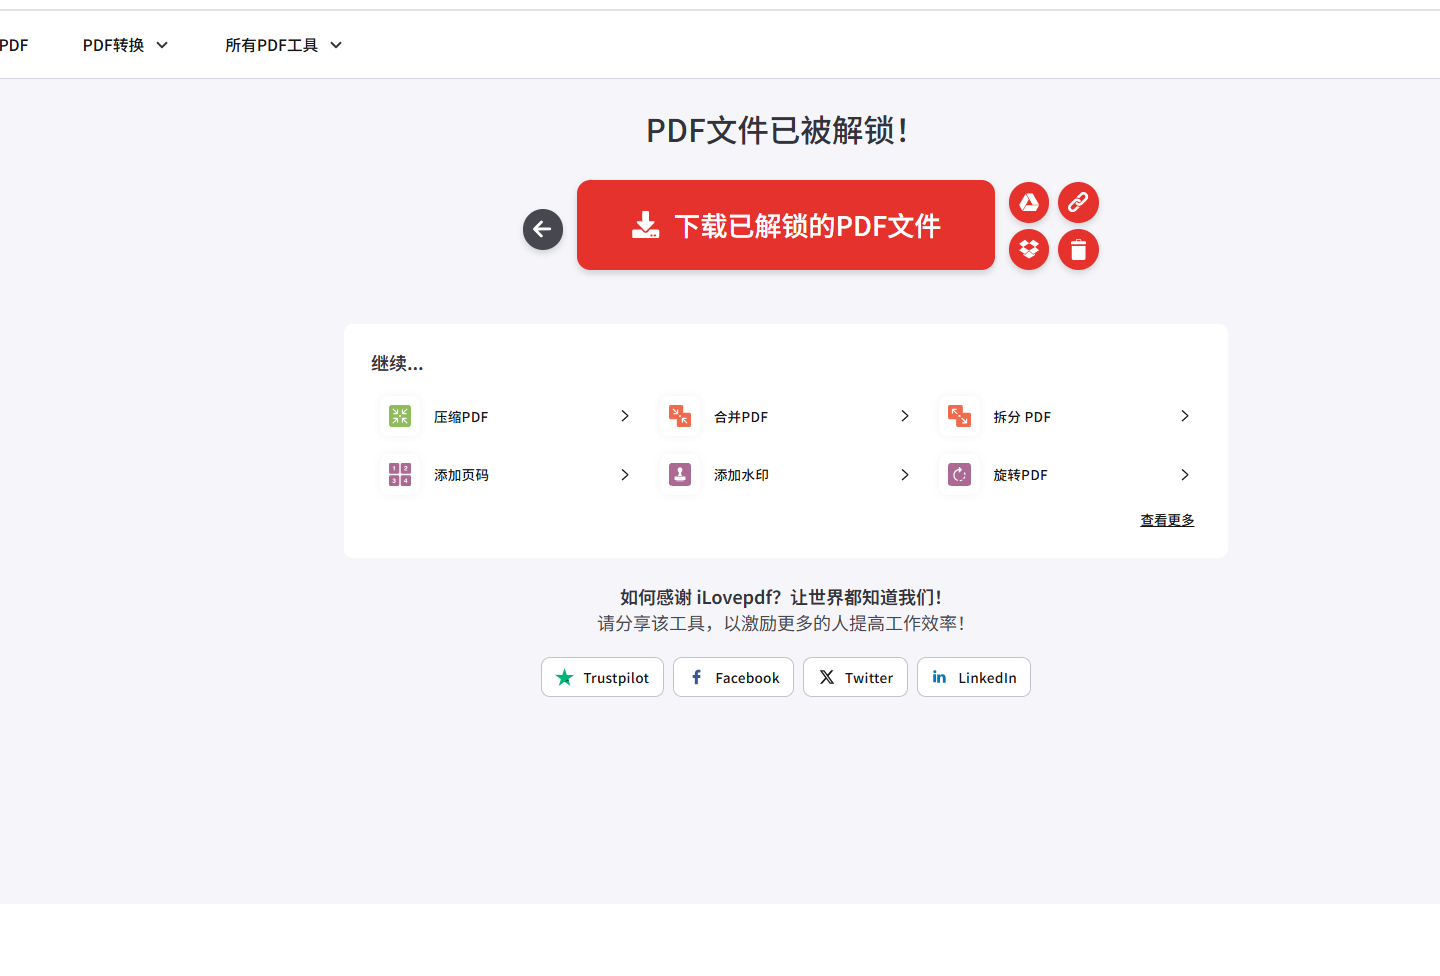 PDF PDF转换 所有PDF工具
PDF文件已被解锁！
下载已解锁的PDF文件
继续...
压缩PDF 合并PDF 拆分 PDF
添加页码 添加水印 旋转PDF
查看更多
如何感谢 iLovepdf？让世界都知道我们！
请分享该工具，以激励更多的人提高工作效率！
Trustpilot Facebook Twitter LinkedIn